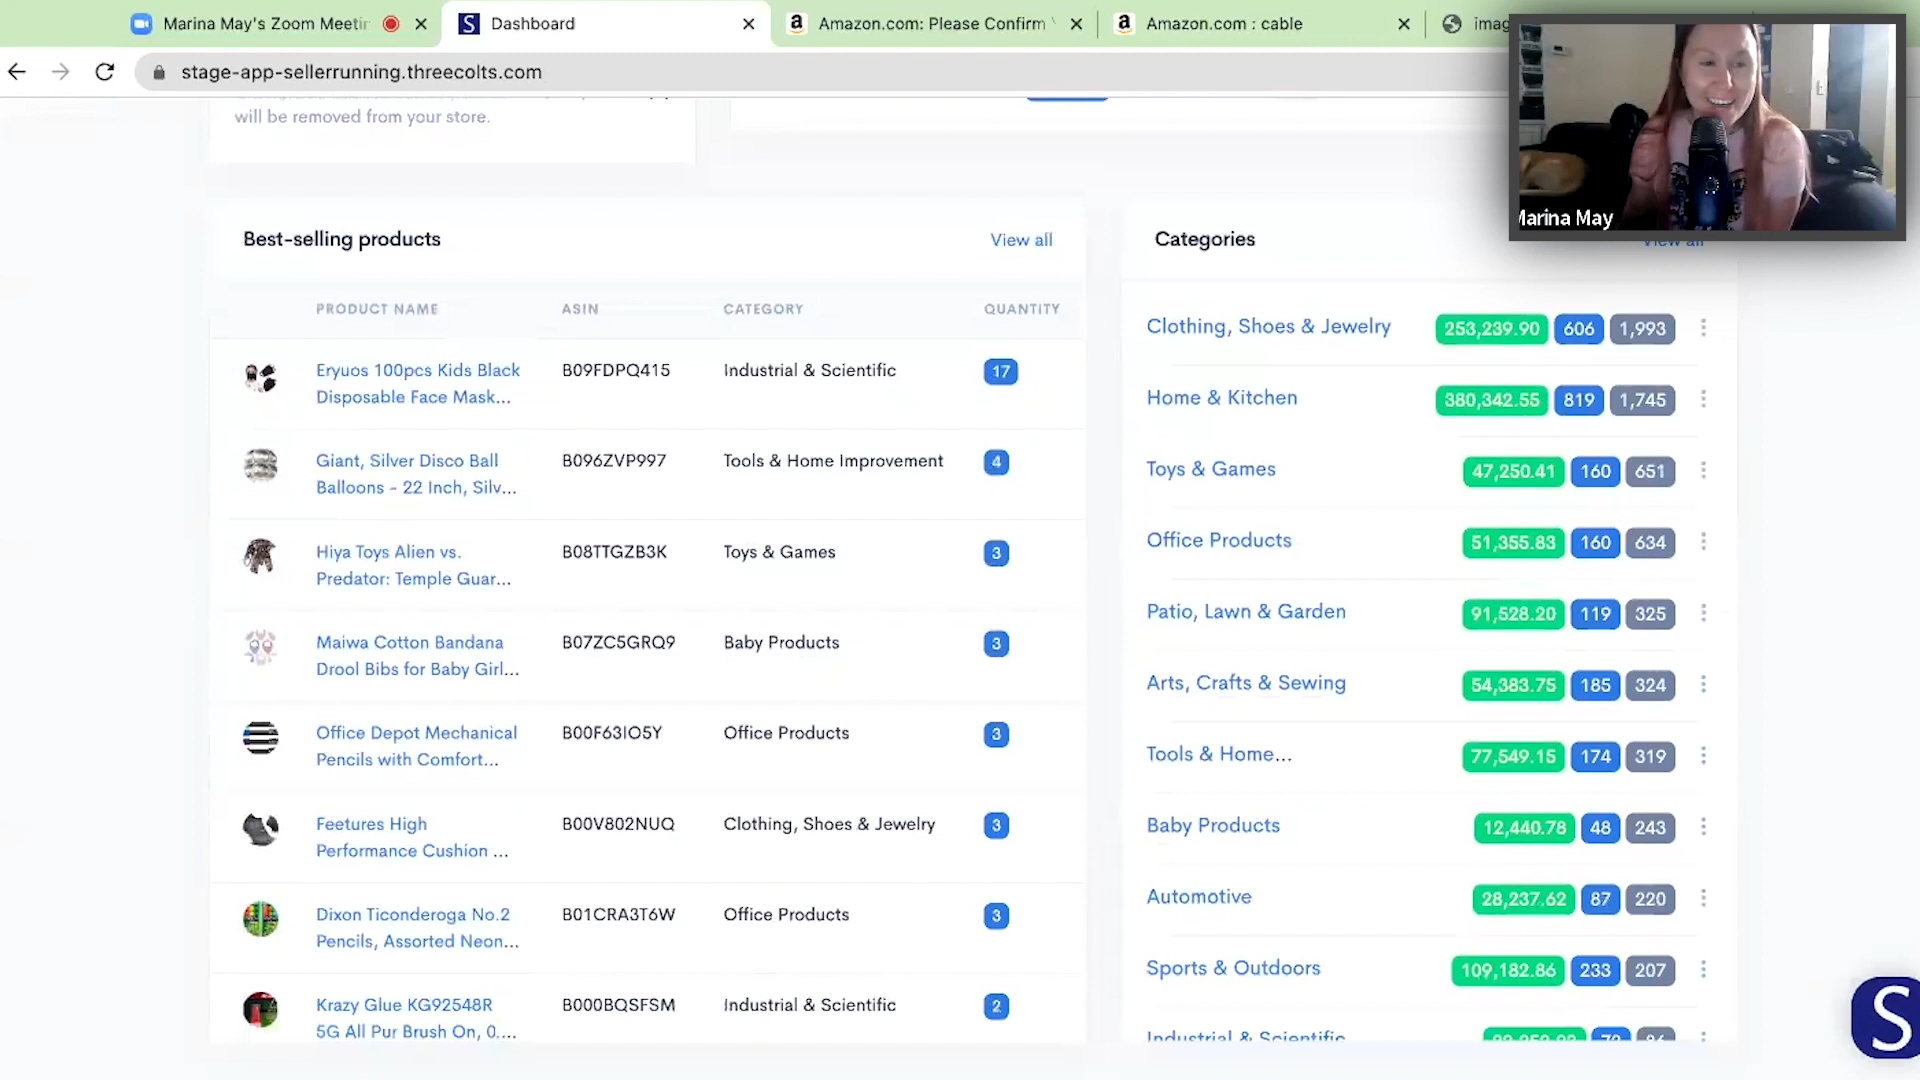 Marina May's Zoom Meetin
S Dashboard
a Amazon.com: Please Confirm
a Amazon.com : cable
imag
stage-app-sellerrunning.threecolts.com
Marina May
will be removed from your store.
Best-selling products View all
PRODUCT NAME ASIN CATEGORY QUANTITY
Eryuos 100pcs Kids Black
Disposable Face Mask...
B09FDPQ415 Industrial & Scientific 17
Giant, Silver Disco Ball
Balloons - 22 Inch, Silv...
B096ZVP997 Tools & Home Improvement 4
Hiya Toys Alien vs.
Predator: Temple Guar...
B08TTGZB3K Toys & Games 3
Maiwa Cotton Bandana
Drool Bibs for Baby Girl...
B07ZC5GRQ9 Baby Products 3
Office Depot Mechanical
Pencils with Comfort...
B00F63IO5Y Office Products 3
Feetures High
Performance Cushion ...
B00V802NUQ Clothing, Shoes & Jewelry 3
Dixon Ticonderoga No.2
Pencils, Assorted Neon...
B01CRA3T6W Office Products 3
Krazy Glue KG92548R
5G All Pur Brush On, 0....
B000BQSFSM Industrial & Scientific 2
Categories View all
Clothing, Shoes & Jewelry 253,239.90 606 1,993
Home & Kitchen 380,342.55 819 1,745
Toys & Games 47,250.41 160 651
Office Products 51,355.83 160 634
Patio, Lawn & Garden 91,528.20 119 325
Arts, Crafts & Sewing 54,383.75 185 324
Tools & Home... 77,549.15 174 319
Baby Products 12,440.78 48 243
Automotive 28,237.62 87 220
Sports & Outdoors 109,182.86 233 207
Industrial & Scientific
S